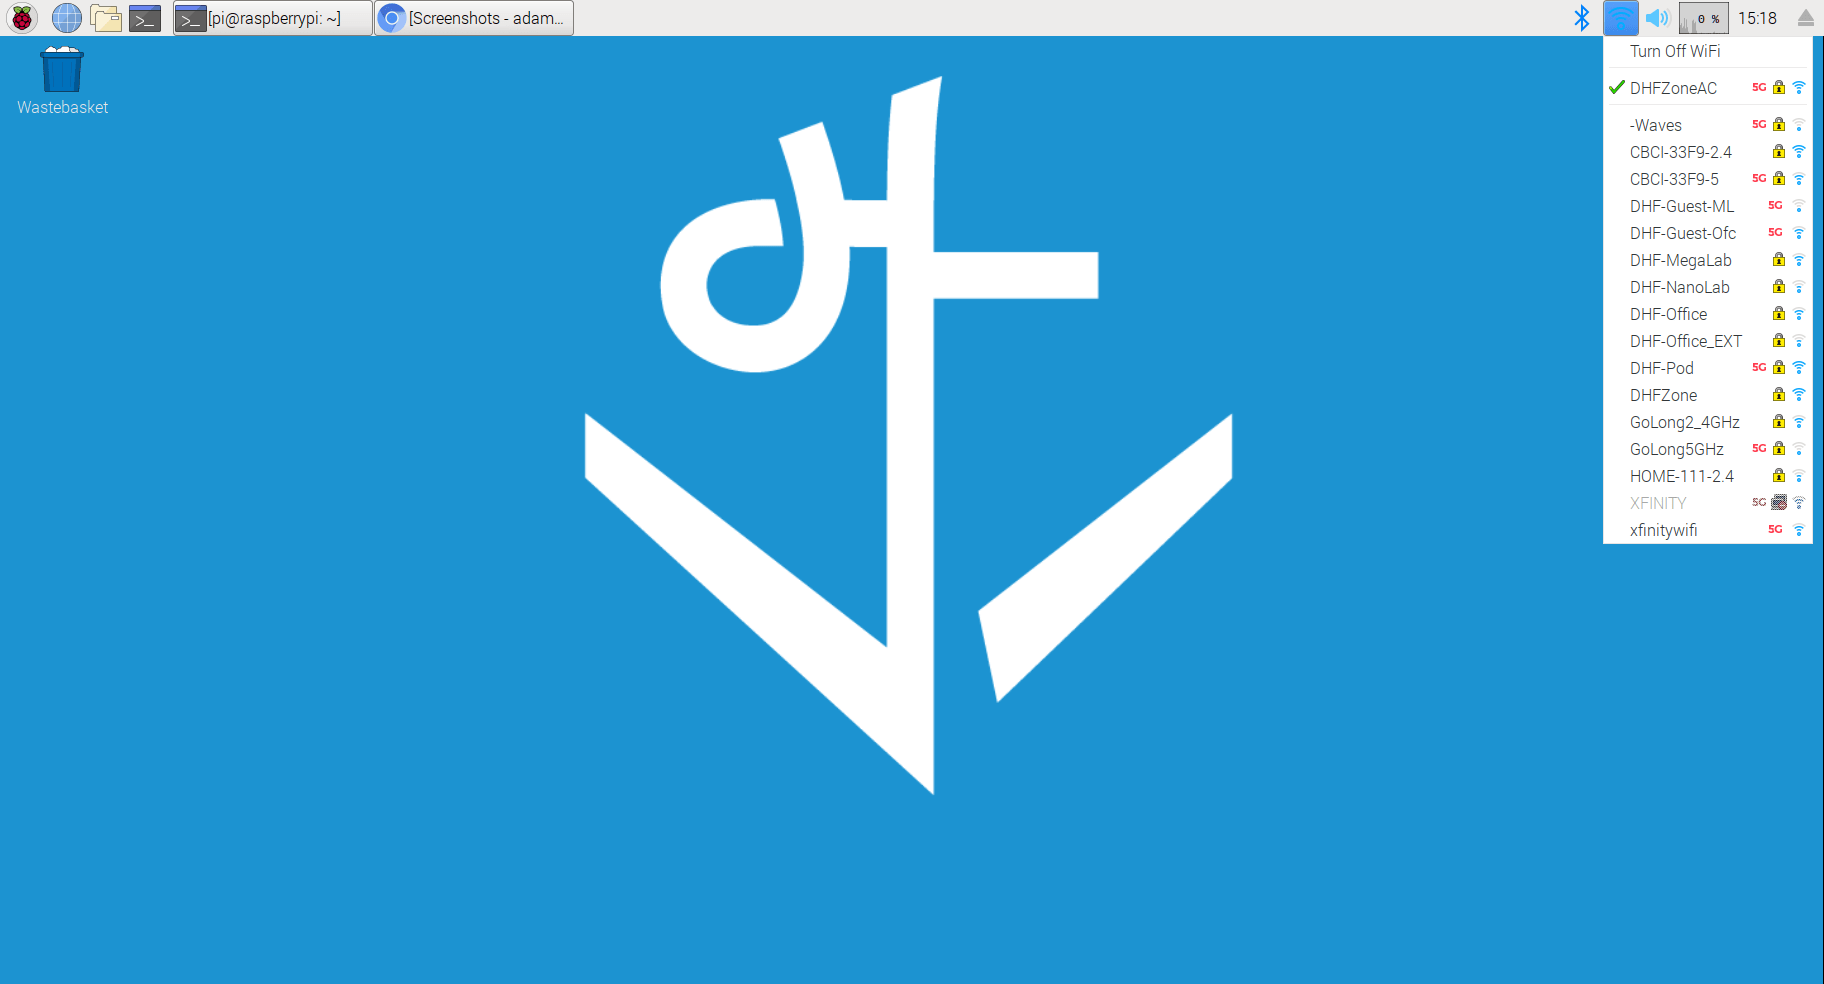 [pi@raspberrypi: ~]
[Screenshots - adam...
0 %
15:18
Wastebasket
Turn Off WiFi
DHFZoneAC 5G
-Waves 5G
CBCI-33F9-2.4
CBCI-33F9-5 5G
DHF-Guest-ML 5G
DHF-Guest-Ofc 5G
DHF-MegaLab
DHF-NanoLab
DHF-Office
DHF-Office_EXT
DHF-Pod 5G
DHFZone
GoLong2_4GHz
GoLong5GHz 5G
HOME-111-2.4
XFINITY 5G
xfinitywifi 5G